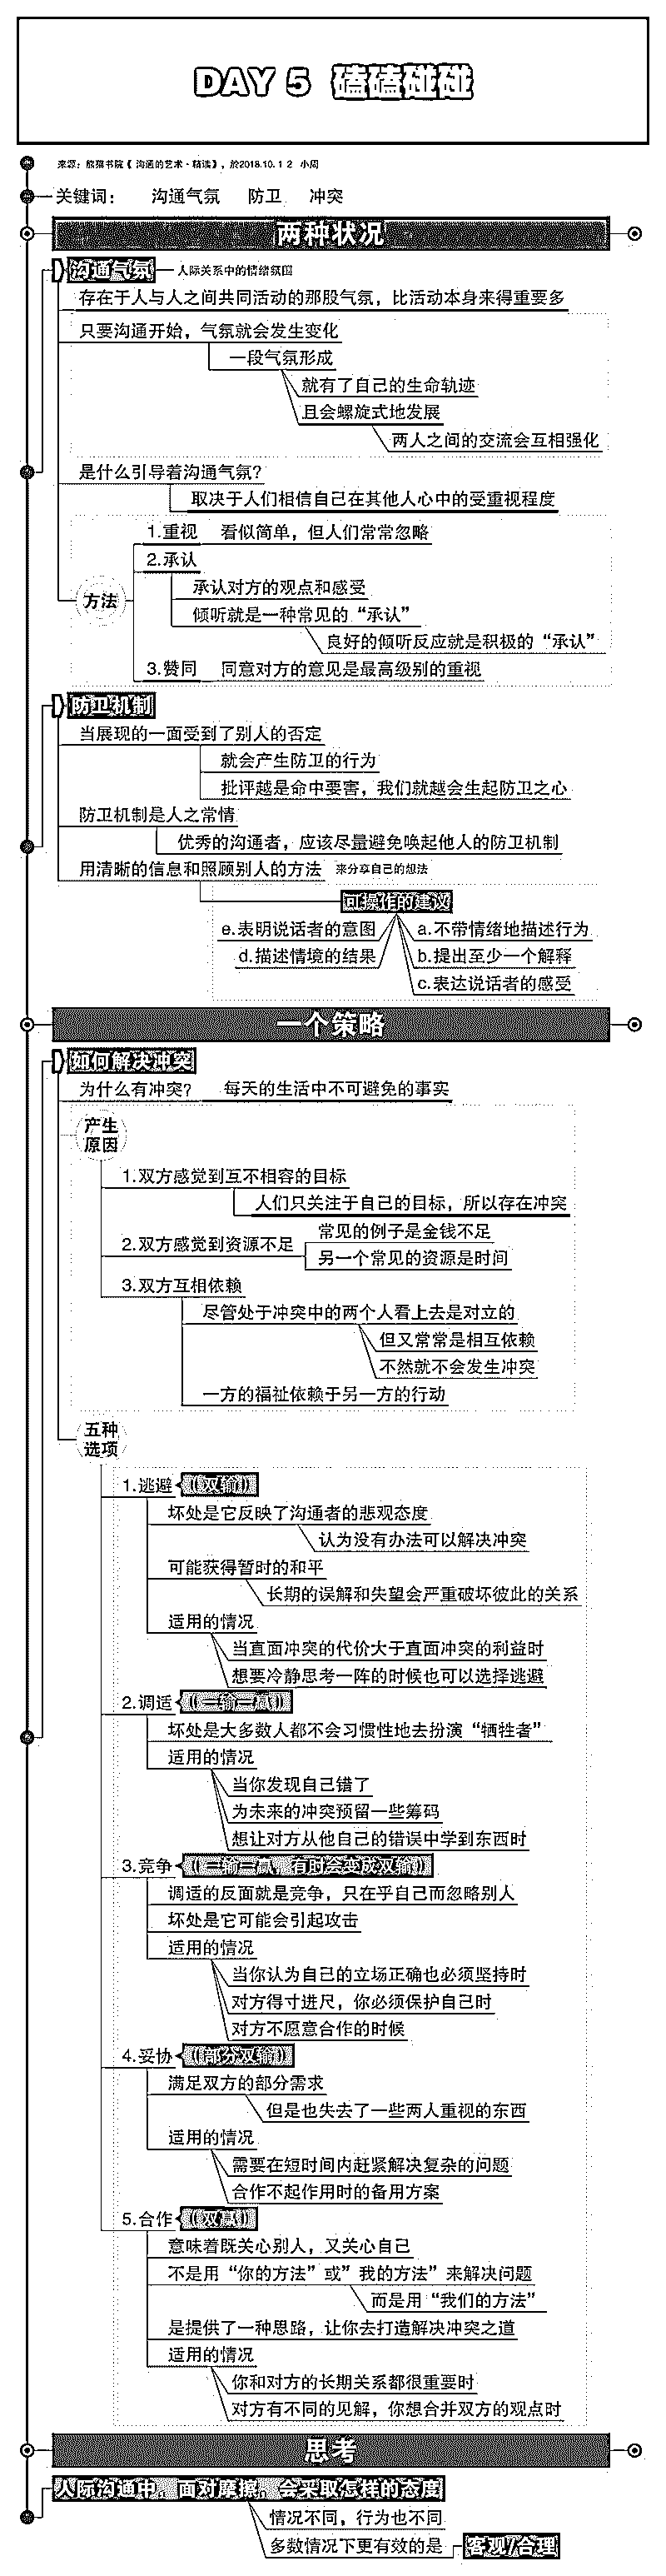 DAY 5 磕磕碰碰
来源：熊猫书院《沟通的艺术·精读》，於2018.10.12 小周
关键词： 沟通气氛 防卫 冲突
两种状况
沟通气氛 人际关系中的情绪氛围
存在于人与人之间共同活动的那股气氛，比活动本身来得重要多
只要沟通开始，气氛就会发生变化
一段气氛形成
就有了自己的生命轨迹
且会螺旋式地发展
两人之间的交流会互相强化
是什么引导着沟通气氛？
取决于人们相信自己在其他人心中的受重视程度
方法
1.重视 看似简单，但人们常常忽略
2.承认
承认对方的观点和感受
倾听就是一种常见的“承认”
良好的倾听反应就是积极的“承认”
3.赞同 同意对方的意见是最高级别的重视
防卫机制
当展现的一面受到了别人的否定
就会产生防卫的行为
批评越是命中要害，我们就越会生起防卫之心
防卫机制是人之常情
优秀的沟通者，应该尽量避免唤起他人的防卫机制
用清晰的信息和照顾别人的方法 来分享自己的想法
可操作的建议
e.表明说话者的意图 a.不带情绪地描述行为
d.描述情境的结果 b.提出至少一个解释
c.表达说话者的感受
一个策略
如何解决冲突
为什么有冲突？ 每天的生活中不可避免的事实
产生
原因
1.双方感觉到互不相容的目标
人们只关注于自己的目标，所以存在冲突
常见的例子是金钱不足
2.双方感觉到资源不足
另一个常见的资源是时间
3.双方互相依赖
尽管处于冲突中的两个人看上去是对立的
但又常常是相互依赖
不然就不会发生冲突
一方的福祉依赖于另一方的行动
五种
选项
1.逃避 （双输）
坏处是它反映了沟通者的悲观态度
认为没有办法可以解决冲突
可能获得暂时的和平
长期的误解和失望会严重破坏彼此的关系
适用的情况
当直面冲突的代价大于直面冲突的利益时
想要冷静思考一阵的时候也可以选择逃避
2.调适 （一输一赢）
坏处是大多数人都不会习惯性地去扮演“牺牲者”
适用的情况
当你发现自己错了
为未来的冲突预留一些筹码
想让对方从他自己的错误中学到东西时
3.竞争 （一输一赢，有时会变成双输）
调适的反面就是竞争，只在乎自己而忽略别人
坏处是它可能会引起攻击
适用的情况
当你认为自己的立场正确也必须坚持时
对方得寸进尺，你必须保护自己时
对方不愿意合作的时候
4.妥协 （部分双输）
满足双方的部分需求
但是也失去了一些两人重视的东西
适用的情况
需要在短时间内赶紧解决复杂的问题
合作不起作用时的备用方案
5.合作 （双赢）
意味着既关心别人，又关心自己
不是用“你的方法”或”我的方法”来解决问题
而是用“我们的方法”
是提供了一种思路，让你去打造解决冲突之道
适用的情况
你和对方的长期关系都很重要时
对方有不同的见解，你想合并双方的观点时
思考
人际沟通中，面对摩擦，会采取怎样的态度
情况不同，行为也不同
多数情况下更有效的是 客观/合理